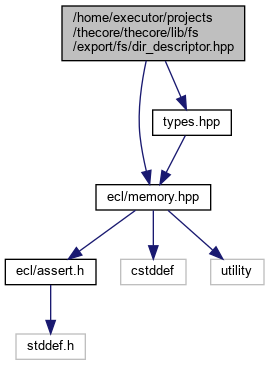 /home/executor/projects
/thecore/thecore/lib/fs
/export/fs/dir_descriptor.hpp
types.hpp
ecl/memory.hpp
ecl/assert.h
cstddef
utility
stddef.h